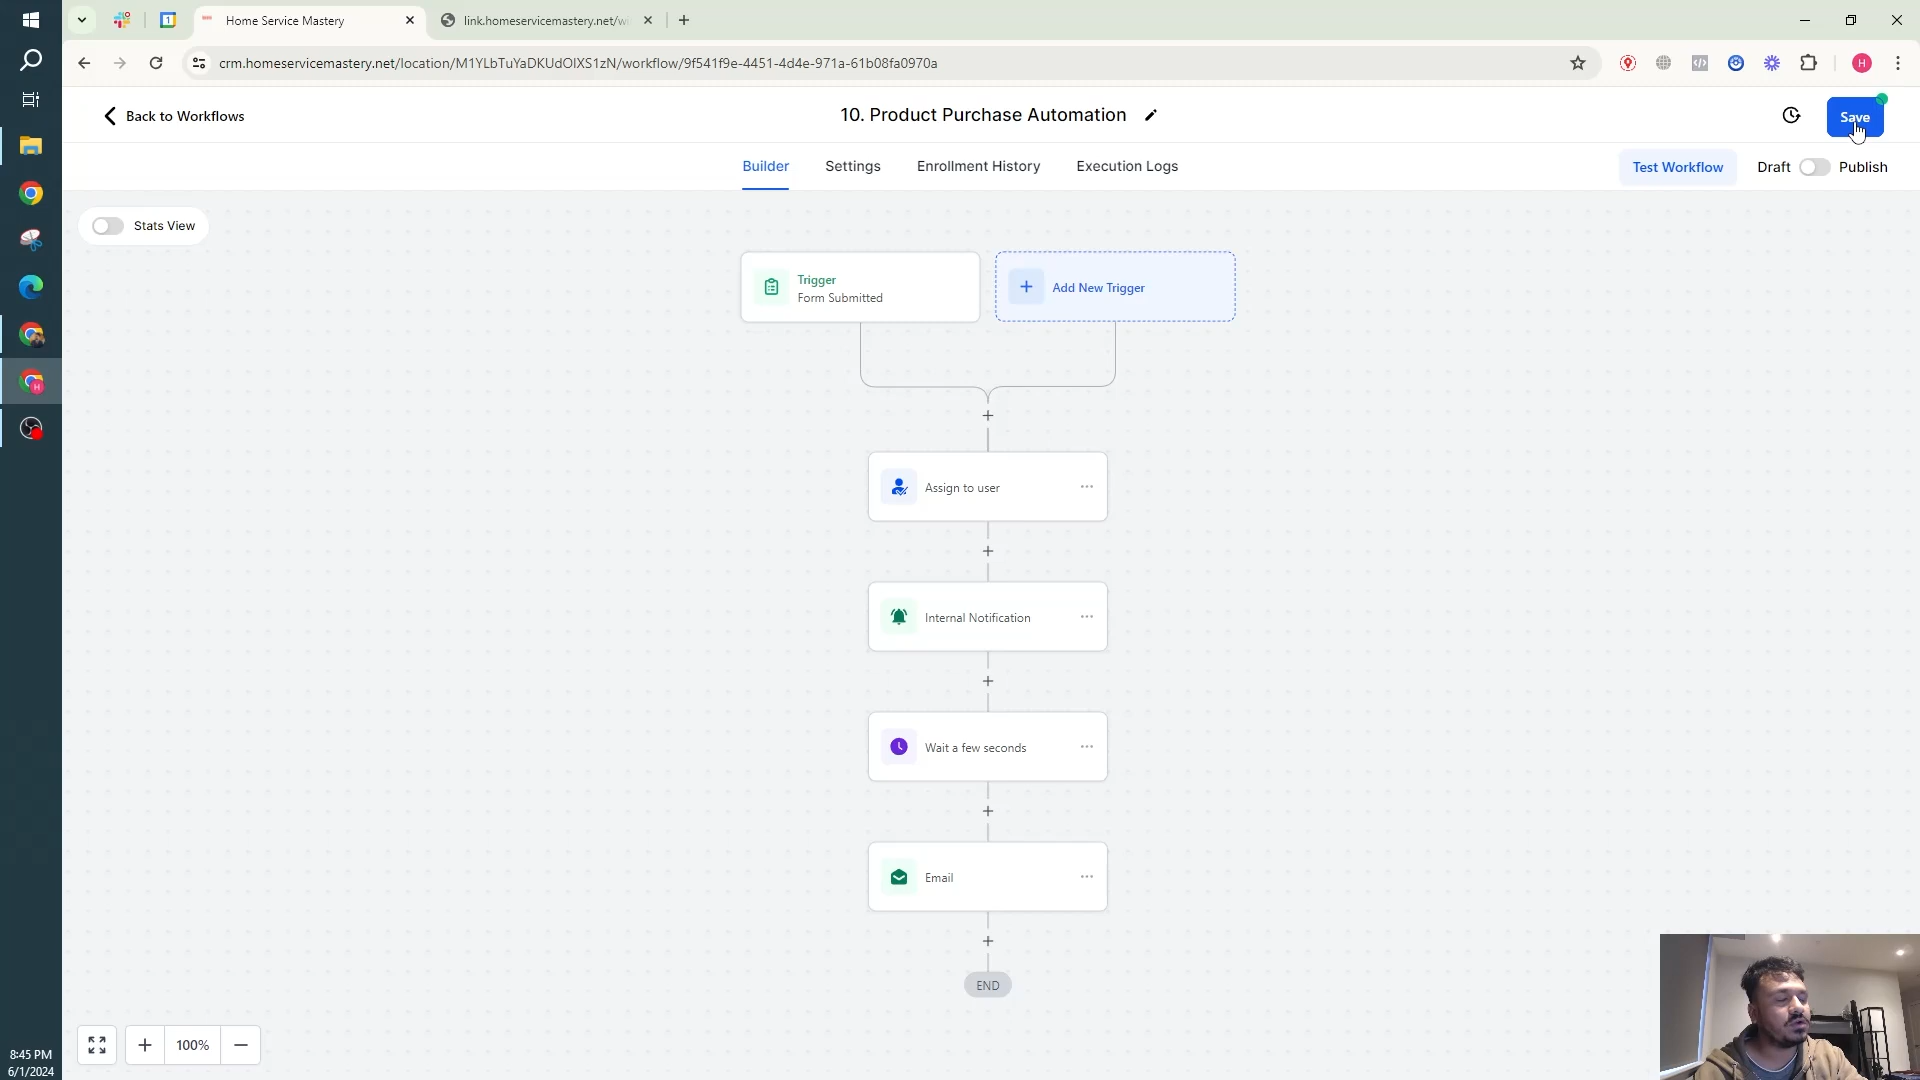 Home Service Mastery
link.homeservicemastery.net/wi
crm.homeservicemastery.net/location/M1YLbTuYaDKUdOlXS1zN/workflow/9f541f9e-4451-4d4e-971a-61b08fa0970a
H
Back to Workflows
10. Product Purchase Automation
Save
Builder
Settings
Enrollment History
Execution Logs
Test Workflow
Draft
Publish
Stats View
Trigger
Form Submitted
Add New Trigger
Assign to user
Internal Notification
Wait a few seconds
Email
END
100%
8:45 PM
6/1/2024